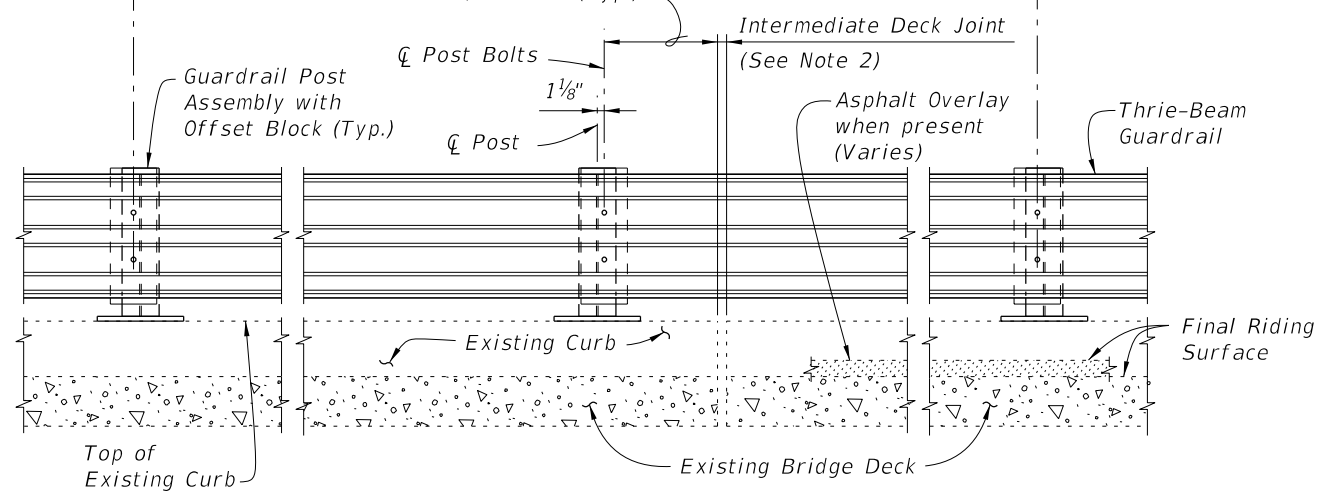 Intermediate Deck Joint
(See Note 2)
℄ Post Bolts
1⅛"
℄ Post
Guardrail Post
Assembly with
Offset Block (Typ.)
Asphalt Overlay
when present
(Varies)
Thrie-Beam
Guardrail
Existing Curb
Final Riding
Surface
Top of
Existing Curb
Existing Bridge Deck